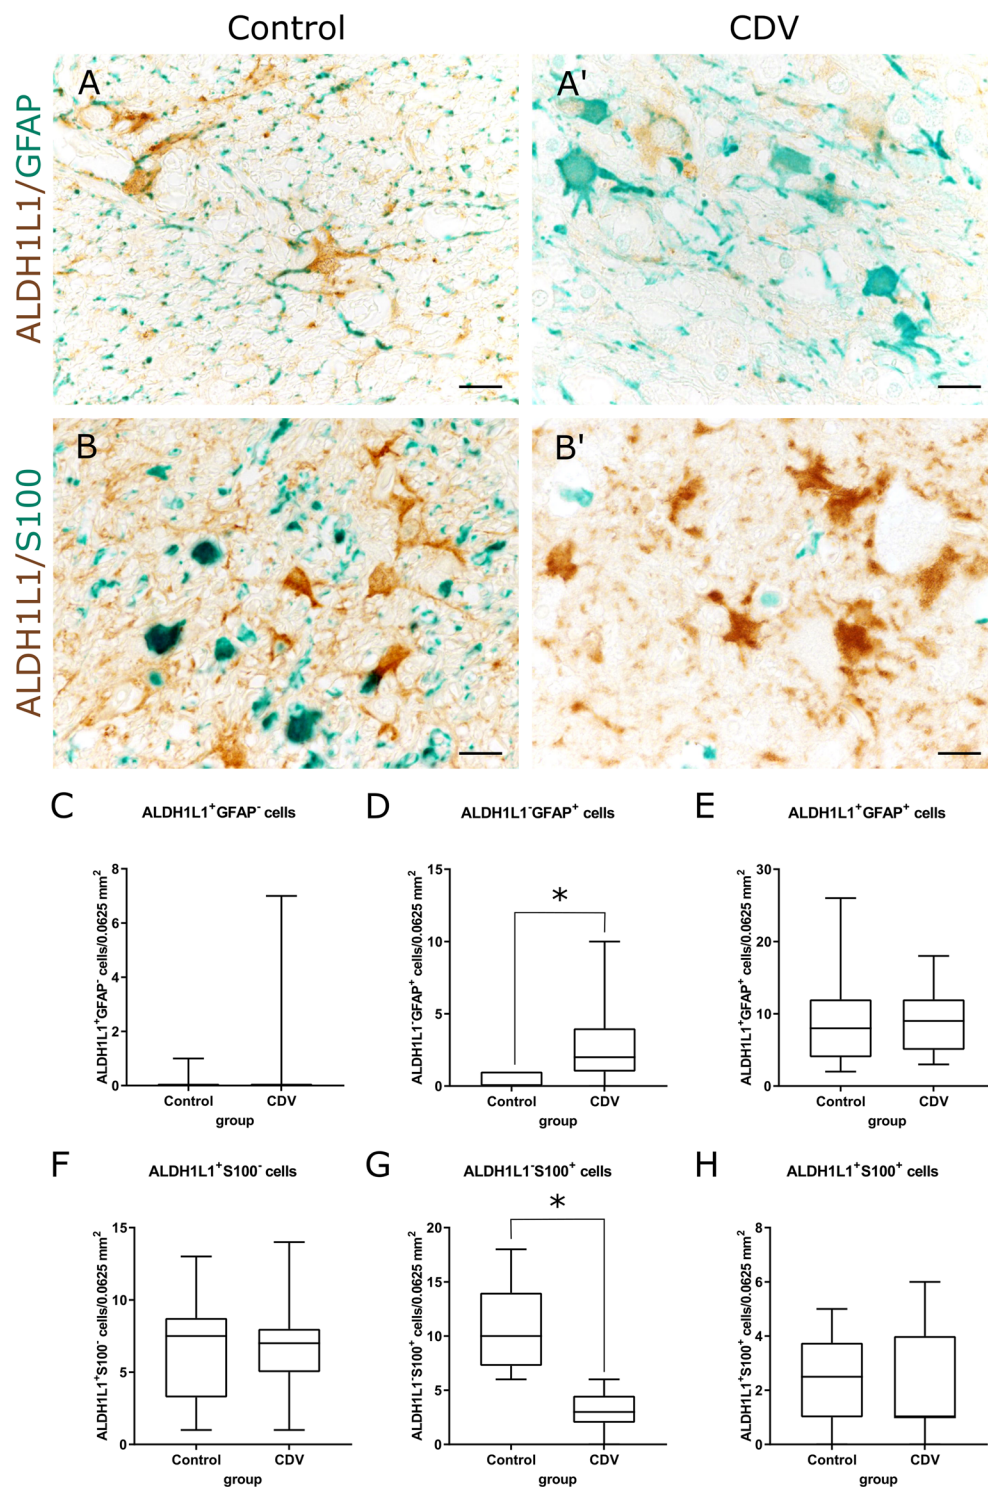 Control CDV
ALDH1L1/GFAP
A A'
ALDH1L1/S100
B B'
C ALDH1L1⁺GFAP⁻ cells
ALDH1L1⁺GFAP⁻ cells/0.0625 mm²
8
6
4
2
0
Control CDV
group
D ALDH1L1⁻GFAP⁺ cells
ALDH1L1⁻GFAP⁺ cells/0.0625 mm²
15
10
5
0
*
Control CDV
group
E ALDH1L1⁺GFAP⁺ cells
ALDH1L1⁺GFAP⁺ cells/0.0625 mm²
30
20
10
0
Control CDV
group
F ALDH1L1⁺S100⁻ cells
ALDH1L1⁺S100⁻ cells/0.0625 mm²
15
10
5
0
Control CDV
group
G ALDH1L1⁻S100⁺ cells
ALDH1L1⁻S100⁺ cells/0.0625 mm²
20
15
10
5
0
*
Control CDV
group
H ALDH1L1⁺S100⁺ cells
ALDH1L1⁺S100⁺ cells/0.0625 mm²
8
6
4
2
0
Control CDV
group